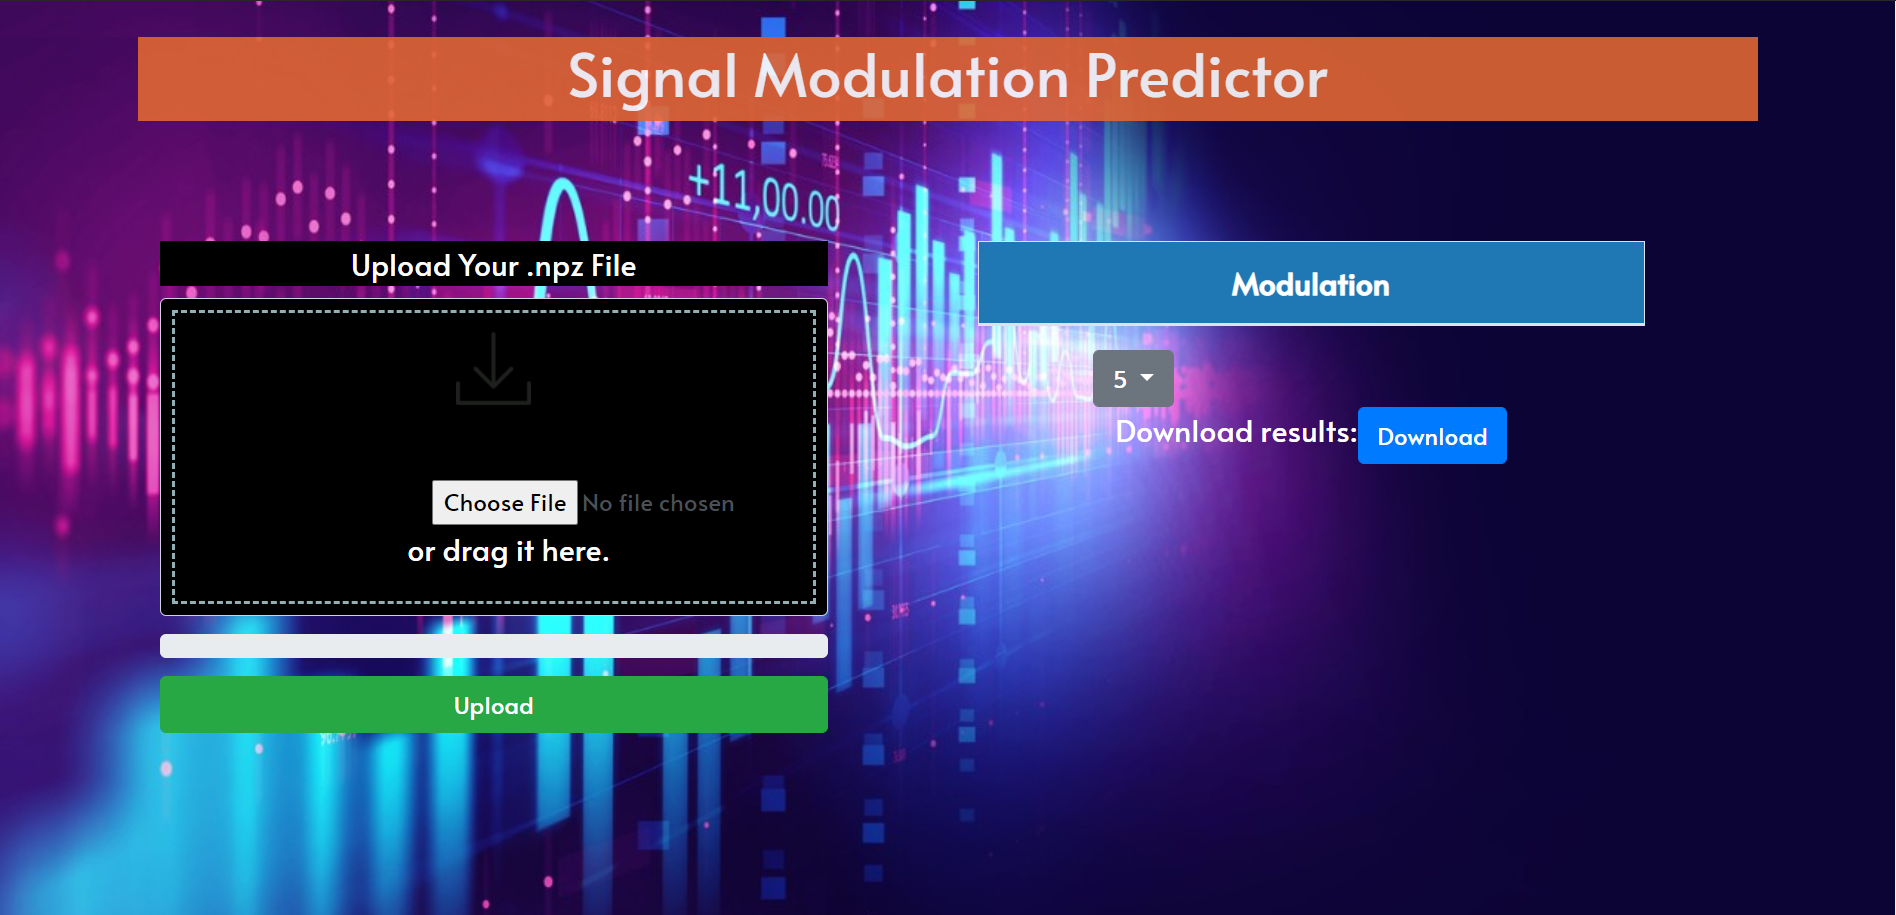 Signal Modulation Predictor
+11,00.00
Upload Your .npz File
Choose File No file chosen
or drag it here.
Upload
Modulation
5
Download results: Download